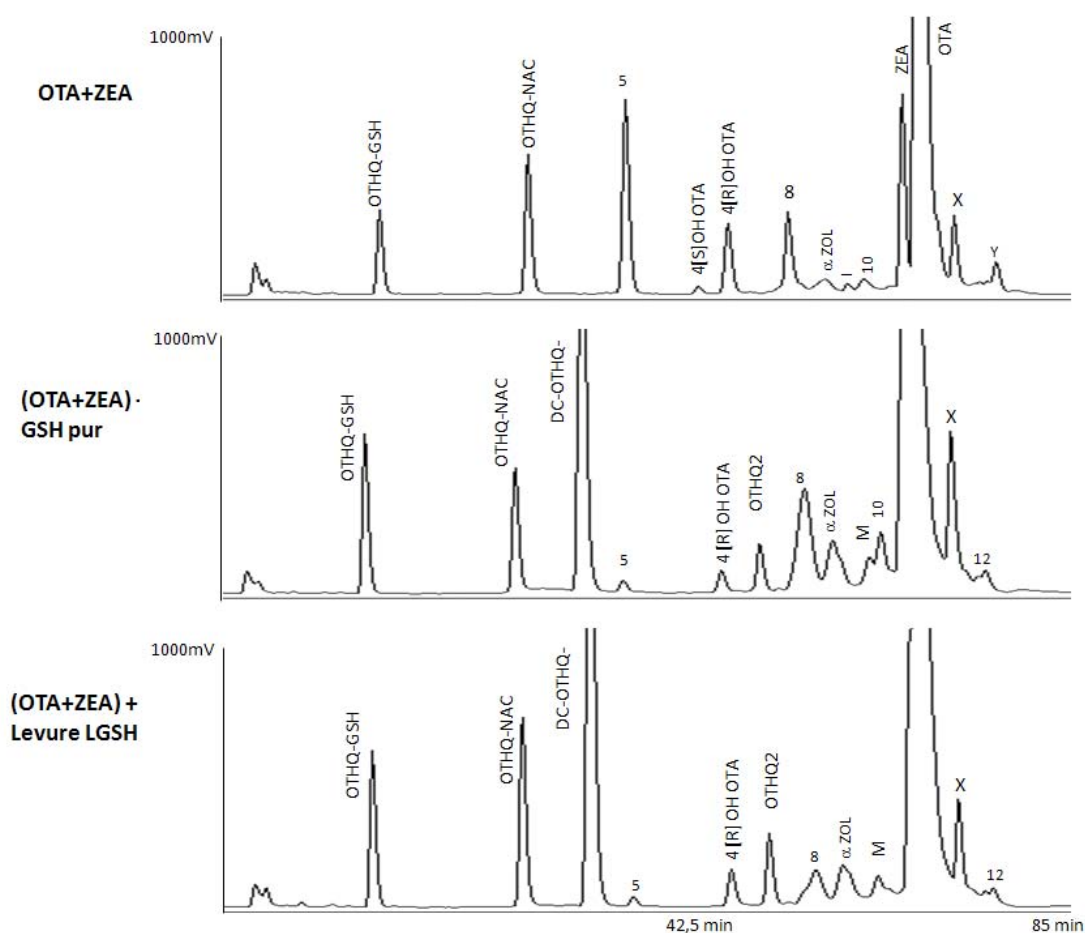 OTA+ZEA
1000mV
OTHQ-GSH
OTHQ-NAC
5
4[S]OH OTA
4[R]OH OTA
8
α ZOL
I
10
ZEA
OTA
X
Y
(OTA+ZEA) ·
GSH pur
1000mV
OTHQ-GSH
OTHQ-NAC
DC-OTHQ-
5
4 [R] OH OTA
OTHQ2
8
α ZOL
M
10
X
12
(OTA+ZEA) +
Levure LGSH
1000mV
OTHQ-GSH
OTHQ-NAC
DC-OTHQ-
5
4 [R] OH OTA
OTHQ2
8
α ZOL
M
X
12
42,5 min
85 min